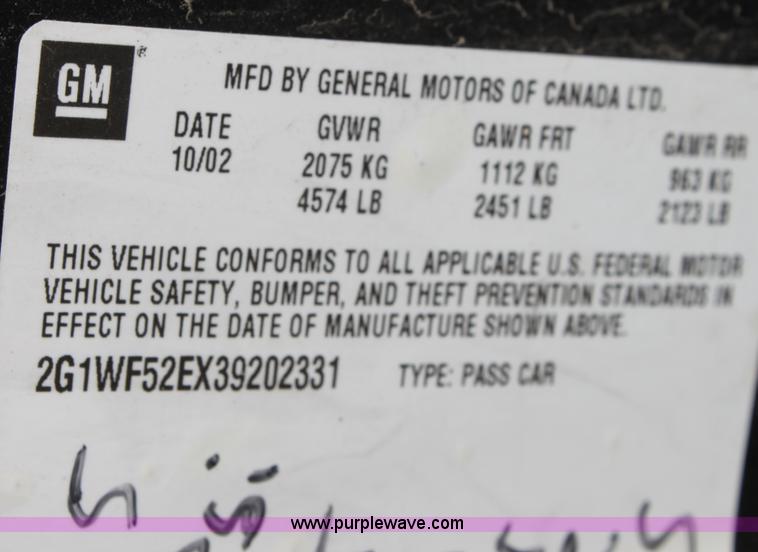 GM
MFD BY GENERAL MOTORS OF CANADA LTD.
DATE GVWR GAWR FRT GAWR RR
10/02 2075 KG 1112 KG 963 KG
4574 LB 2451 LB 2123 LB
THIS VEHICLE CONFORMS TO ALL APPLICABLE U.S. FEDERAL MOTOR
VEHICLE SAFETY, BUMPER, AND THEFT PREVENTION STANDARDS IN
EFFECT ON THE DATE OF MANUFACTURE SHOWN ABOVE.
2G1WF52EX39202331 TYPE: PASS CAR
www.purplewave.com